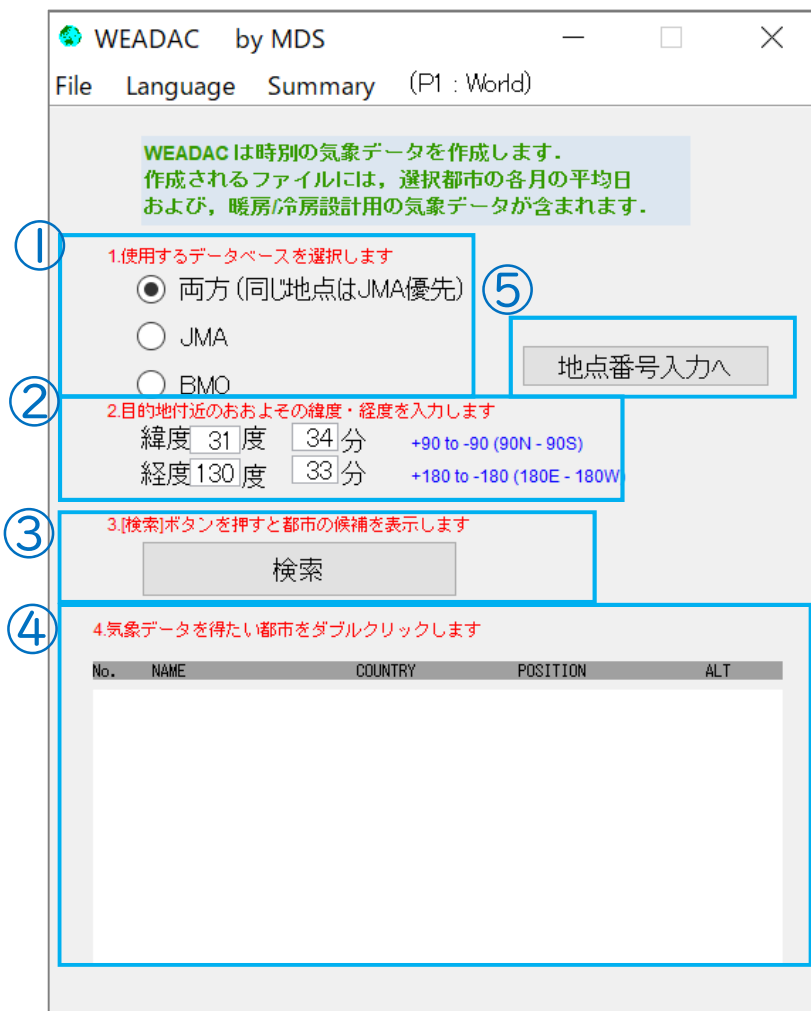 WEADAC by MDS
File Language Summary (P1 : World)
WEADACは時別の気象データを作成します.
作成されるファイルには, 選択都市の各月の平均日
および, 暖房/冷房設計用の気象データが含まれます.
①
1.使用するデータベースを選択します
両方(同じ地点はJMA優先)
JMA
BMO
⑤
地点番号入力へ
②
2.目的地付近のおおよその緯度・経度を入力します
緯度 31 度 34 分 +90 to -90 (90N - 90S)
経度 130 度 33 分 +180 to -180 (180E - 180W)
③
3.[検索]ボタンを押すと都市の候補を表示します
検索
④
4.気象データを得たい都市をダブルクリックします
No. NAME COUNTRY POSITION ALT